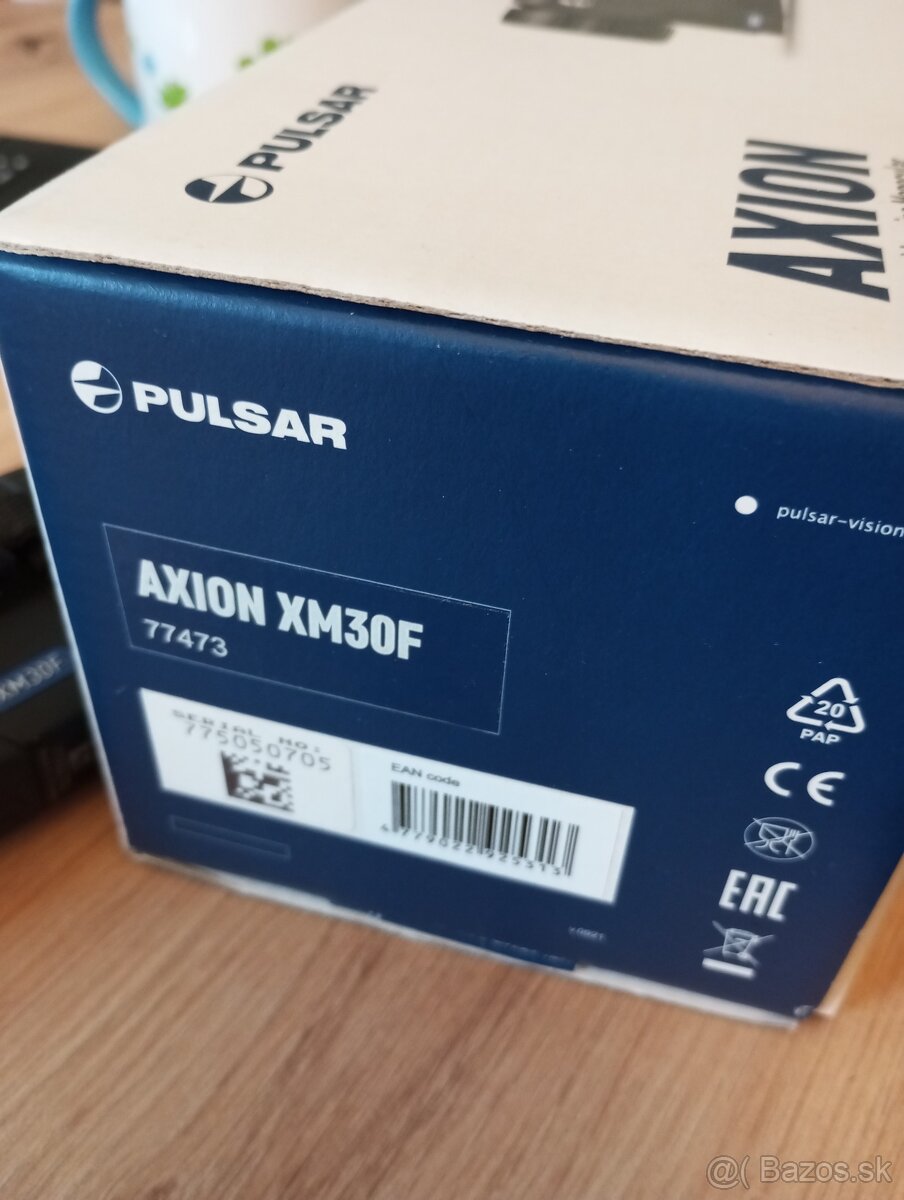 PULSAR
AXION
PULSAR
pulsar-vision
AXION XM30F
77473
XM30F
SERIAL NO:
775050705
EAN code
20
PAP
CE
EAC
@( Bazos.sk